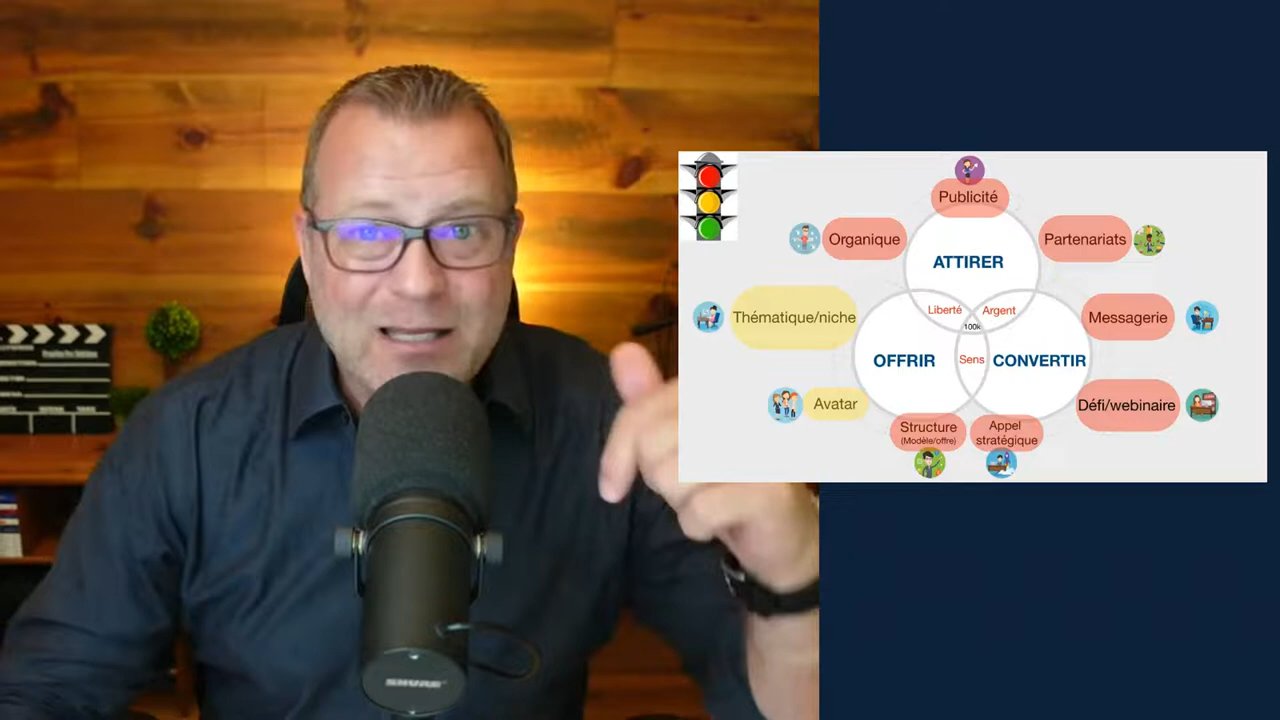 Publicité
Organique
Partenariats
ATTIRER
Thématique/niche
Liberté
Argent
100k
Messagerie
OFFRIR
Sens
CONVERTIR
Avatar
Défi/webinaire
Structure
(Modèle/offre)
Appel
stratégique
SHURE